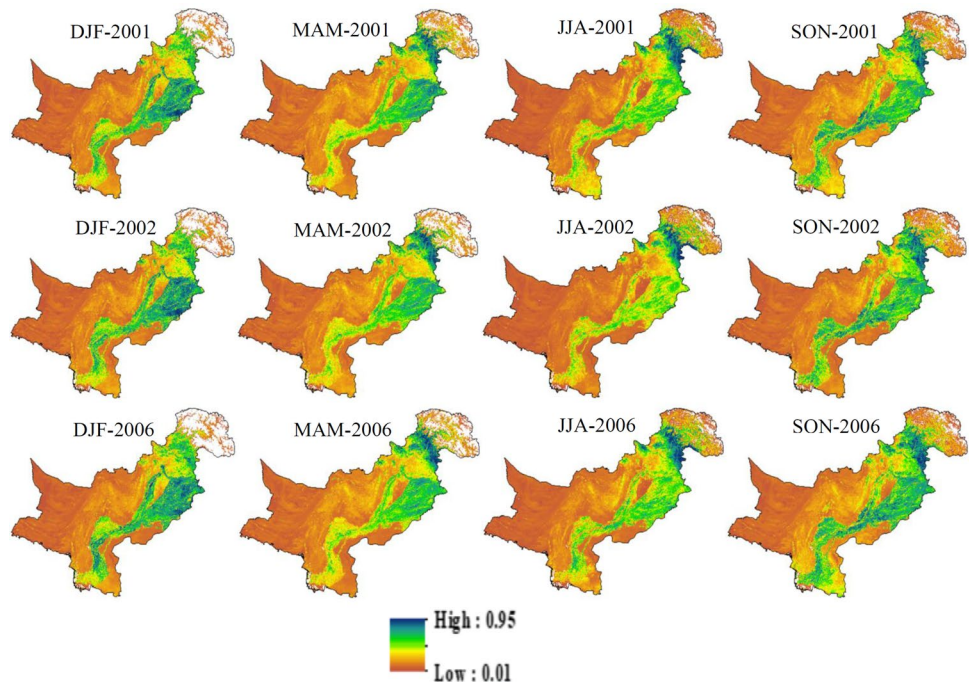 DJF-2001
MAM-2001
JJA-2001
SON-2001
DJF-2002
MAM-2002
JJA-2002
SON-2002
DJF-2006
MAM-2006
JJA-2006
SON-2006
High : 0.95
Low : 0.01